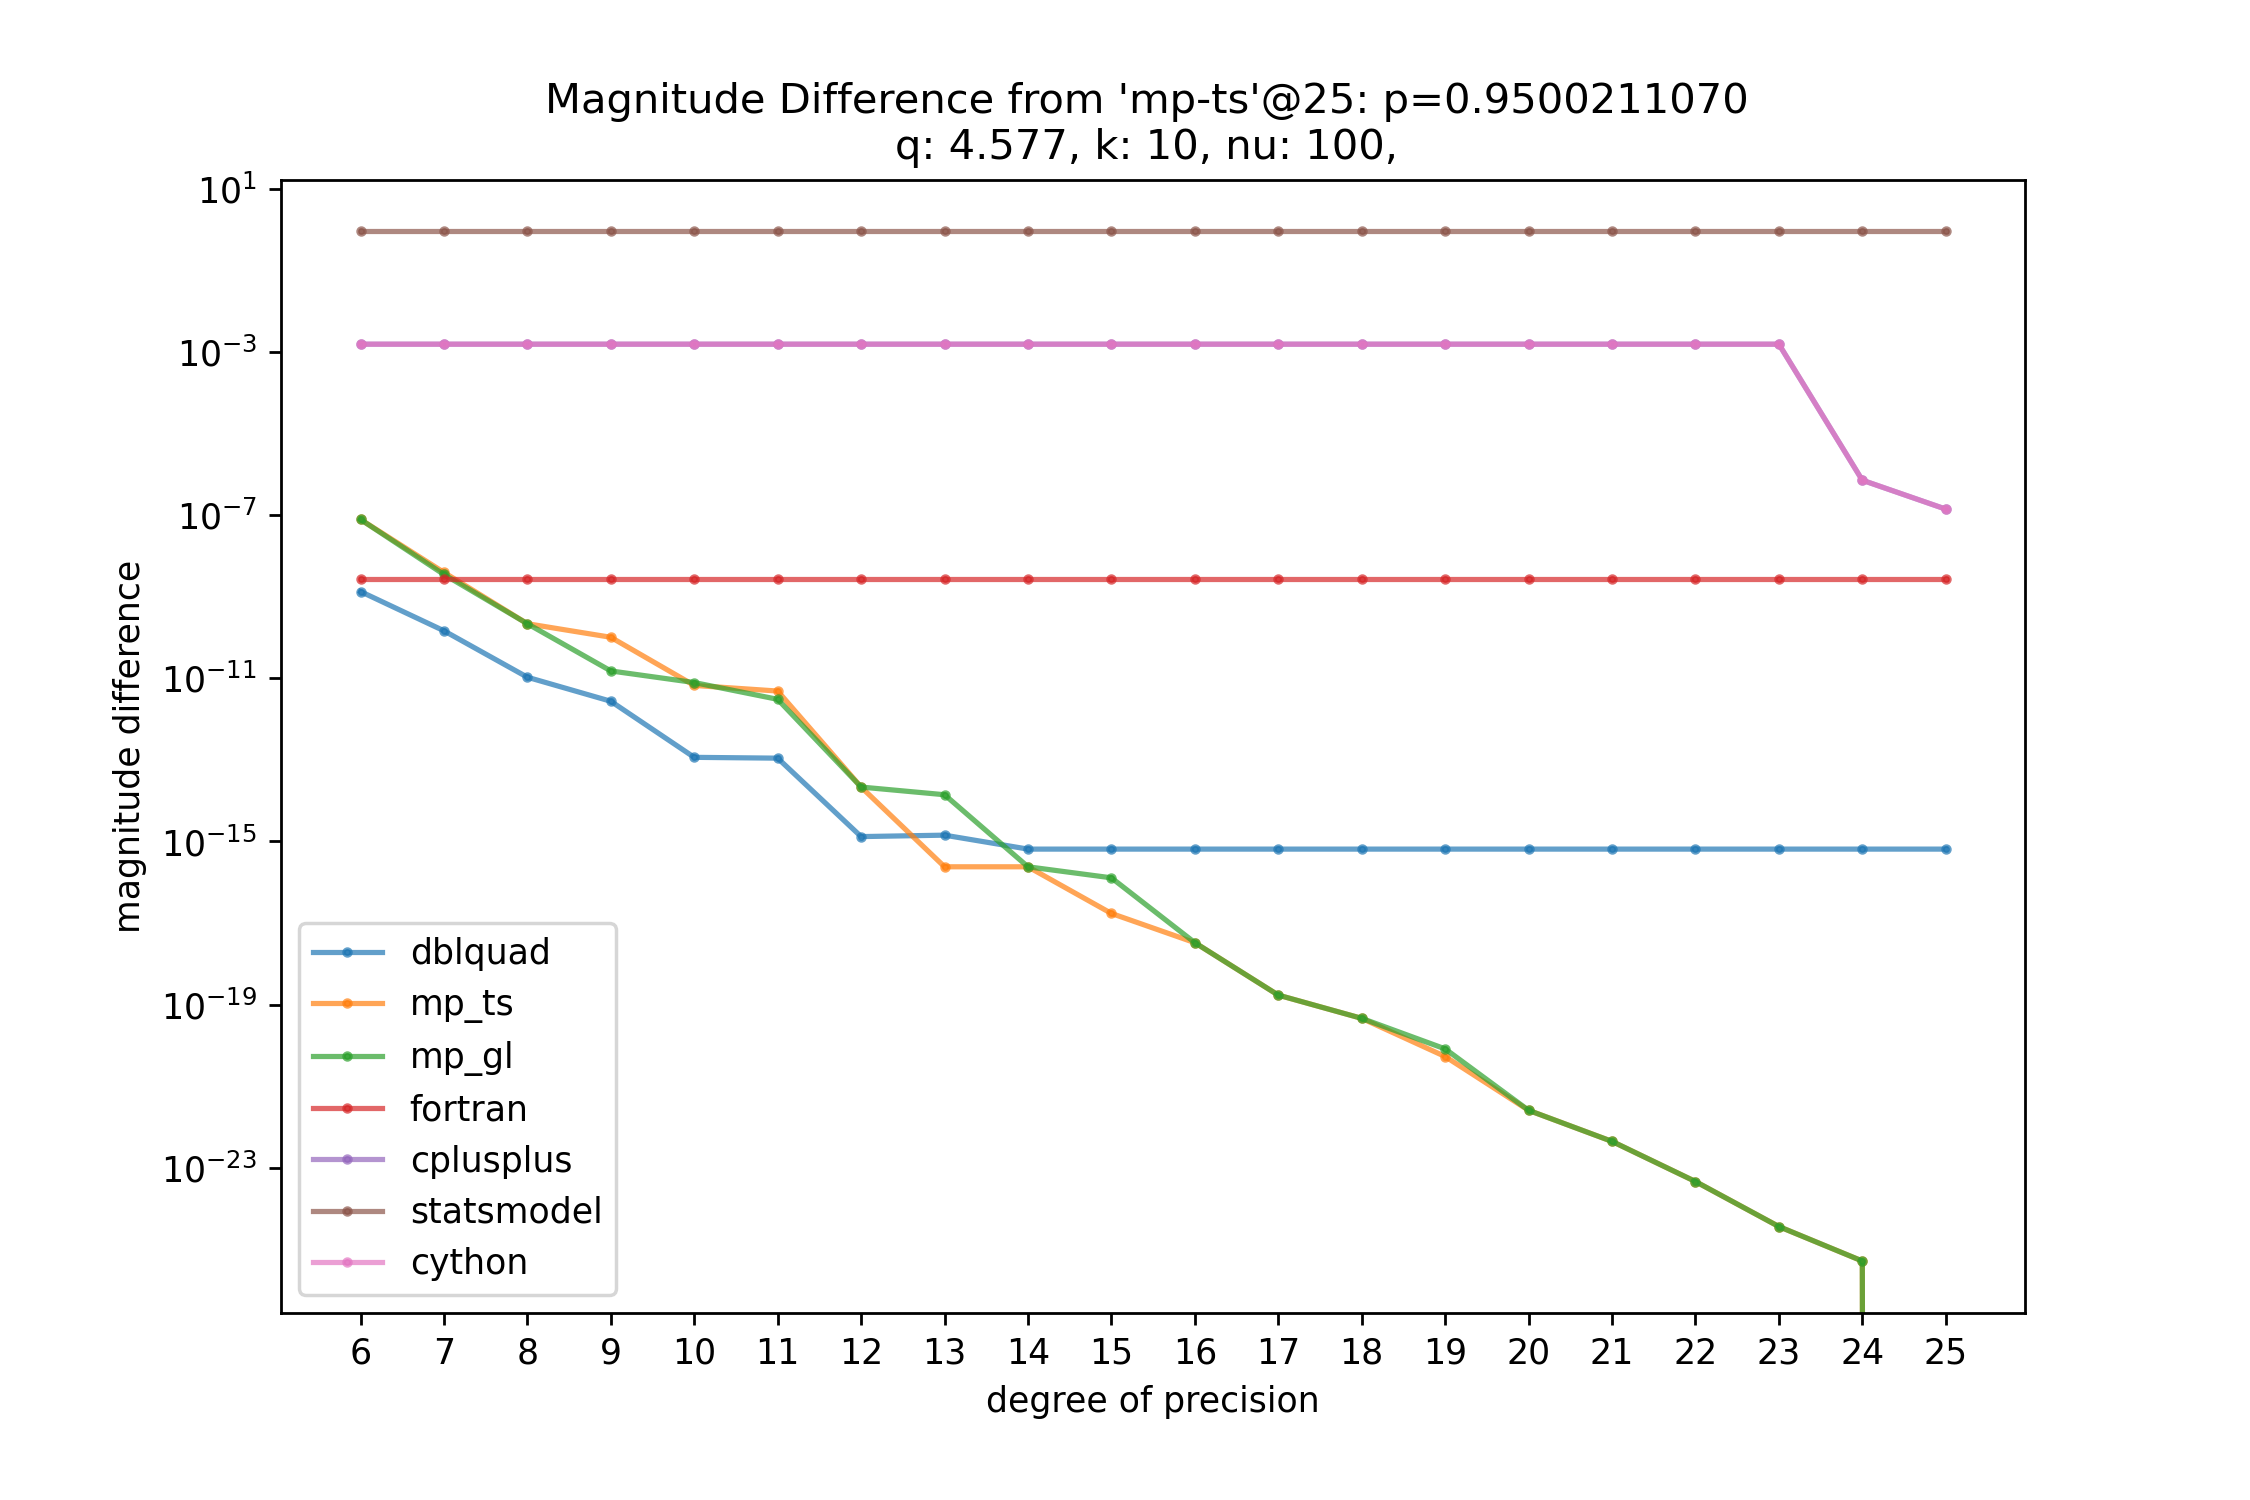 Magnitude Difference from 'mp-ts'@25: p=0.9500211070
q: 4.577, k: 10, nu: 100,
magnitude difference
10¹
10⁻³
10⁻⁷
10⁻¹¹
10⁻¹⁵
10⁻¹⁹
10⁻²³
dblquad
mp_ts
mp_gl
fortran
cplusplus
statsmodel
cython
6 7 8 9 10 11 12 13 14 15 16 17 18 19 20 21 22 23 24 25
degree of precision